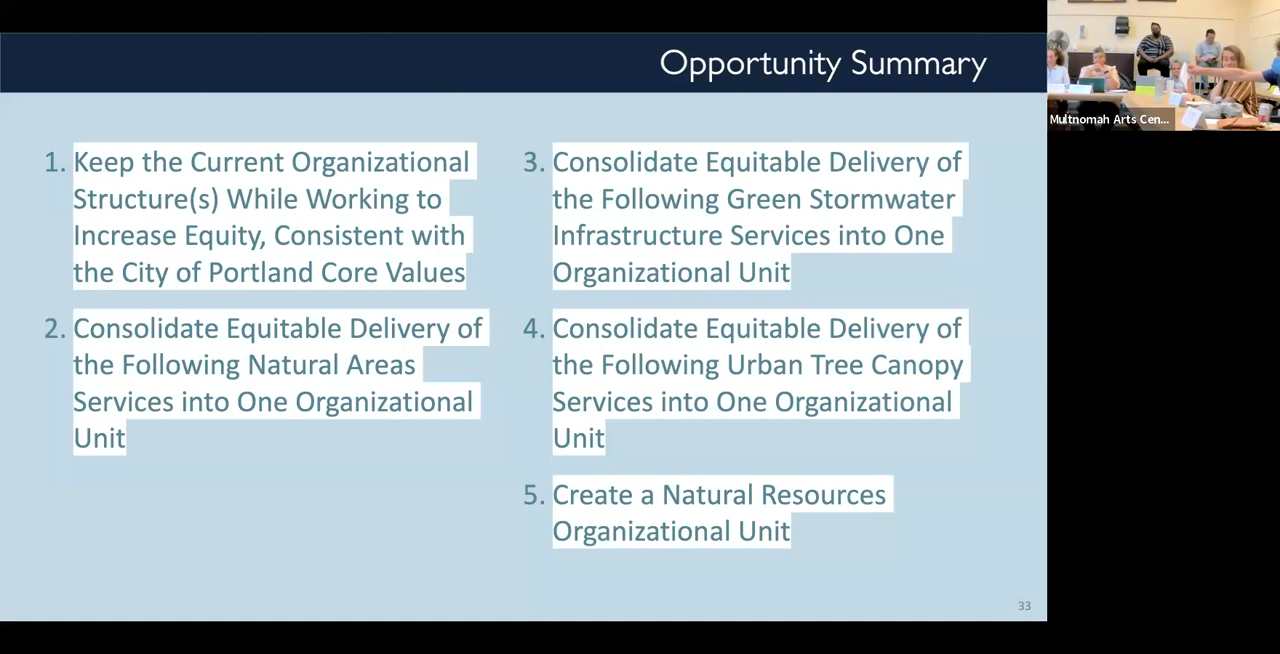 Opportunity Summary
1. Keep the Current Organizational
Structure(s) While Working to
Increase Equity, Consistent with
the City of Portland Core Values
2. Consolidate Equitable Delivery of
the Following Natural Areas
Services into One Organizational
Unit
3. Consolidate Equitable Delivery of
the Following Green Stormwater
Infrastructure Services into One
Organizational Unit
4. Consolidate Equitable Delivery of
the Following Urban Tree Canopy
Services into One Organizational
Unit
5. Create a Natural Resources
Organizational Unit
33
Multnomah Arts Cen...